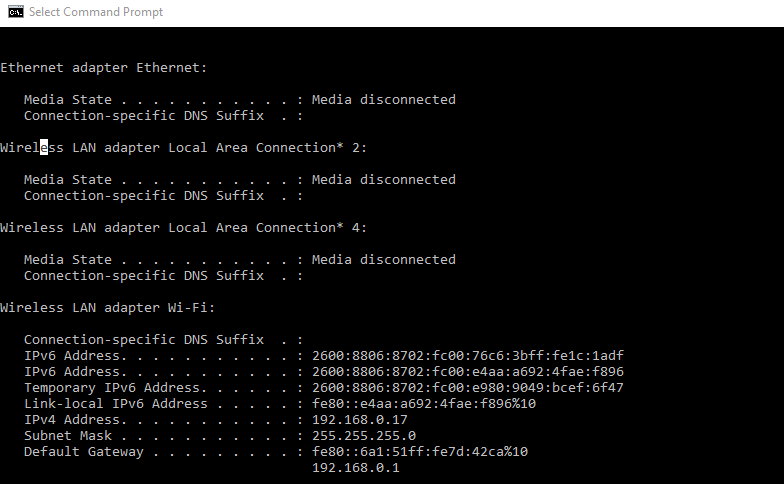 Select Command Prompt
Ethernet adapter Ethernet:
Media State . . . . . . . . . . . : Media disconnected
Connection-specific DNS Suffix  . :
Wireless LAN adapter Local Area Connection* 2:
Media State . . . . . . . . . . . : Media disconnected
Connection-specific DNS Suffix  . :
Wireless LAN adapter Local Area Connection* 4:
Media State . . . . . . . . . . . : Media disconnected
Connection-specific DNS Suffix  . :
Wireless LAN adapter Wi-Fi:
Connection-specific DNS Suffix  . :
IPv6 Address. . . . . . . . . . . : 2600:8806:8702:fc00:76c6:3bff:fe1c:1adf
IPv6 Address. . . . . . . . . . . : 2600:8806:8702:fc00:e4aa:a692:4fae:f896
Temporary IPv6 Address. . . . . . : 2600:8806:8702:fc00:e980:9049:bcef:6f47
Link-local IPv6 Address . . . . . : fe80::e4aa:a692:4fae:f896%10
IPv4 Address. . . . . . . . . . . : 192.168.0.17
Subnet Mask . . . . . . . . . . . : 255.255.255.0
Default Gateway . . . . . . . . . : fe80::6a1:51ff:fe7d:42ca%10
192.168.0.1